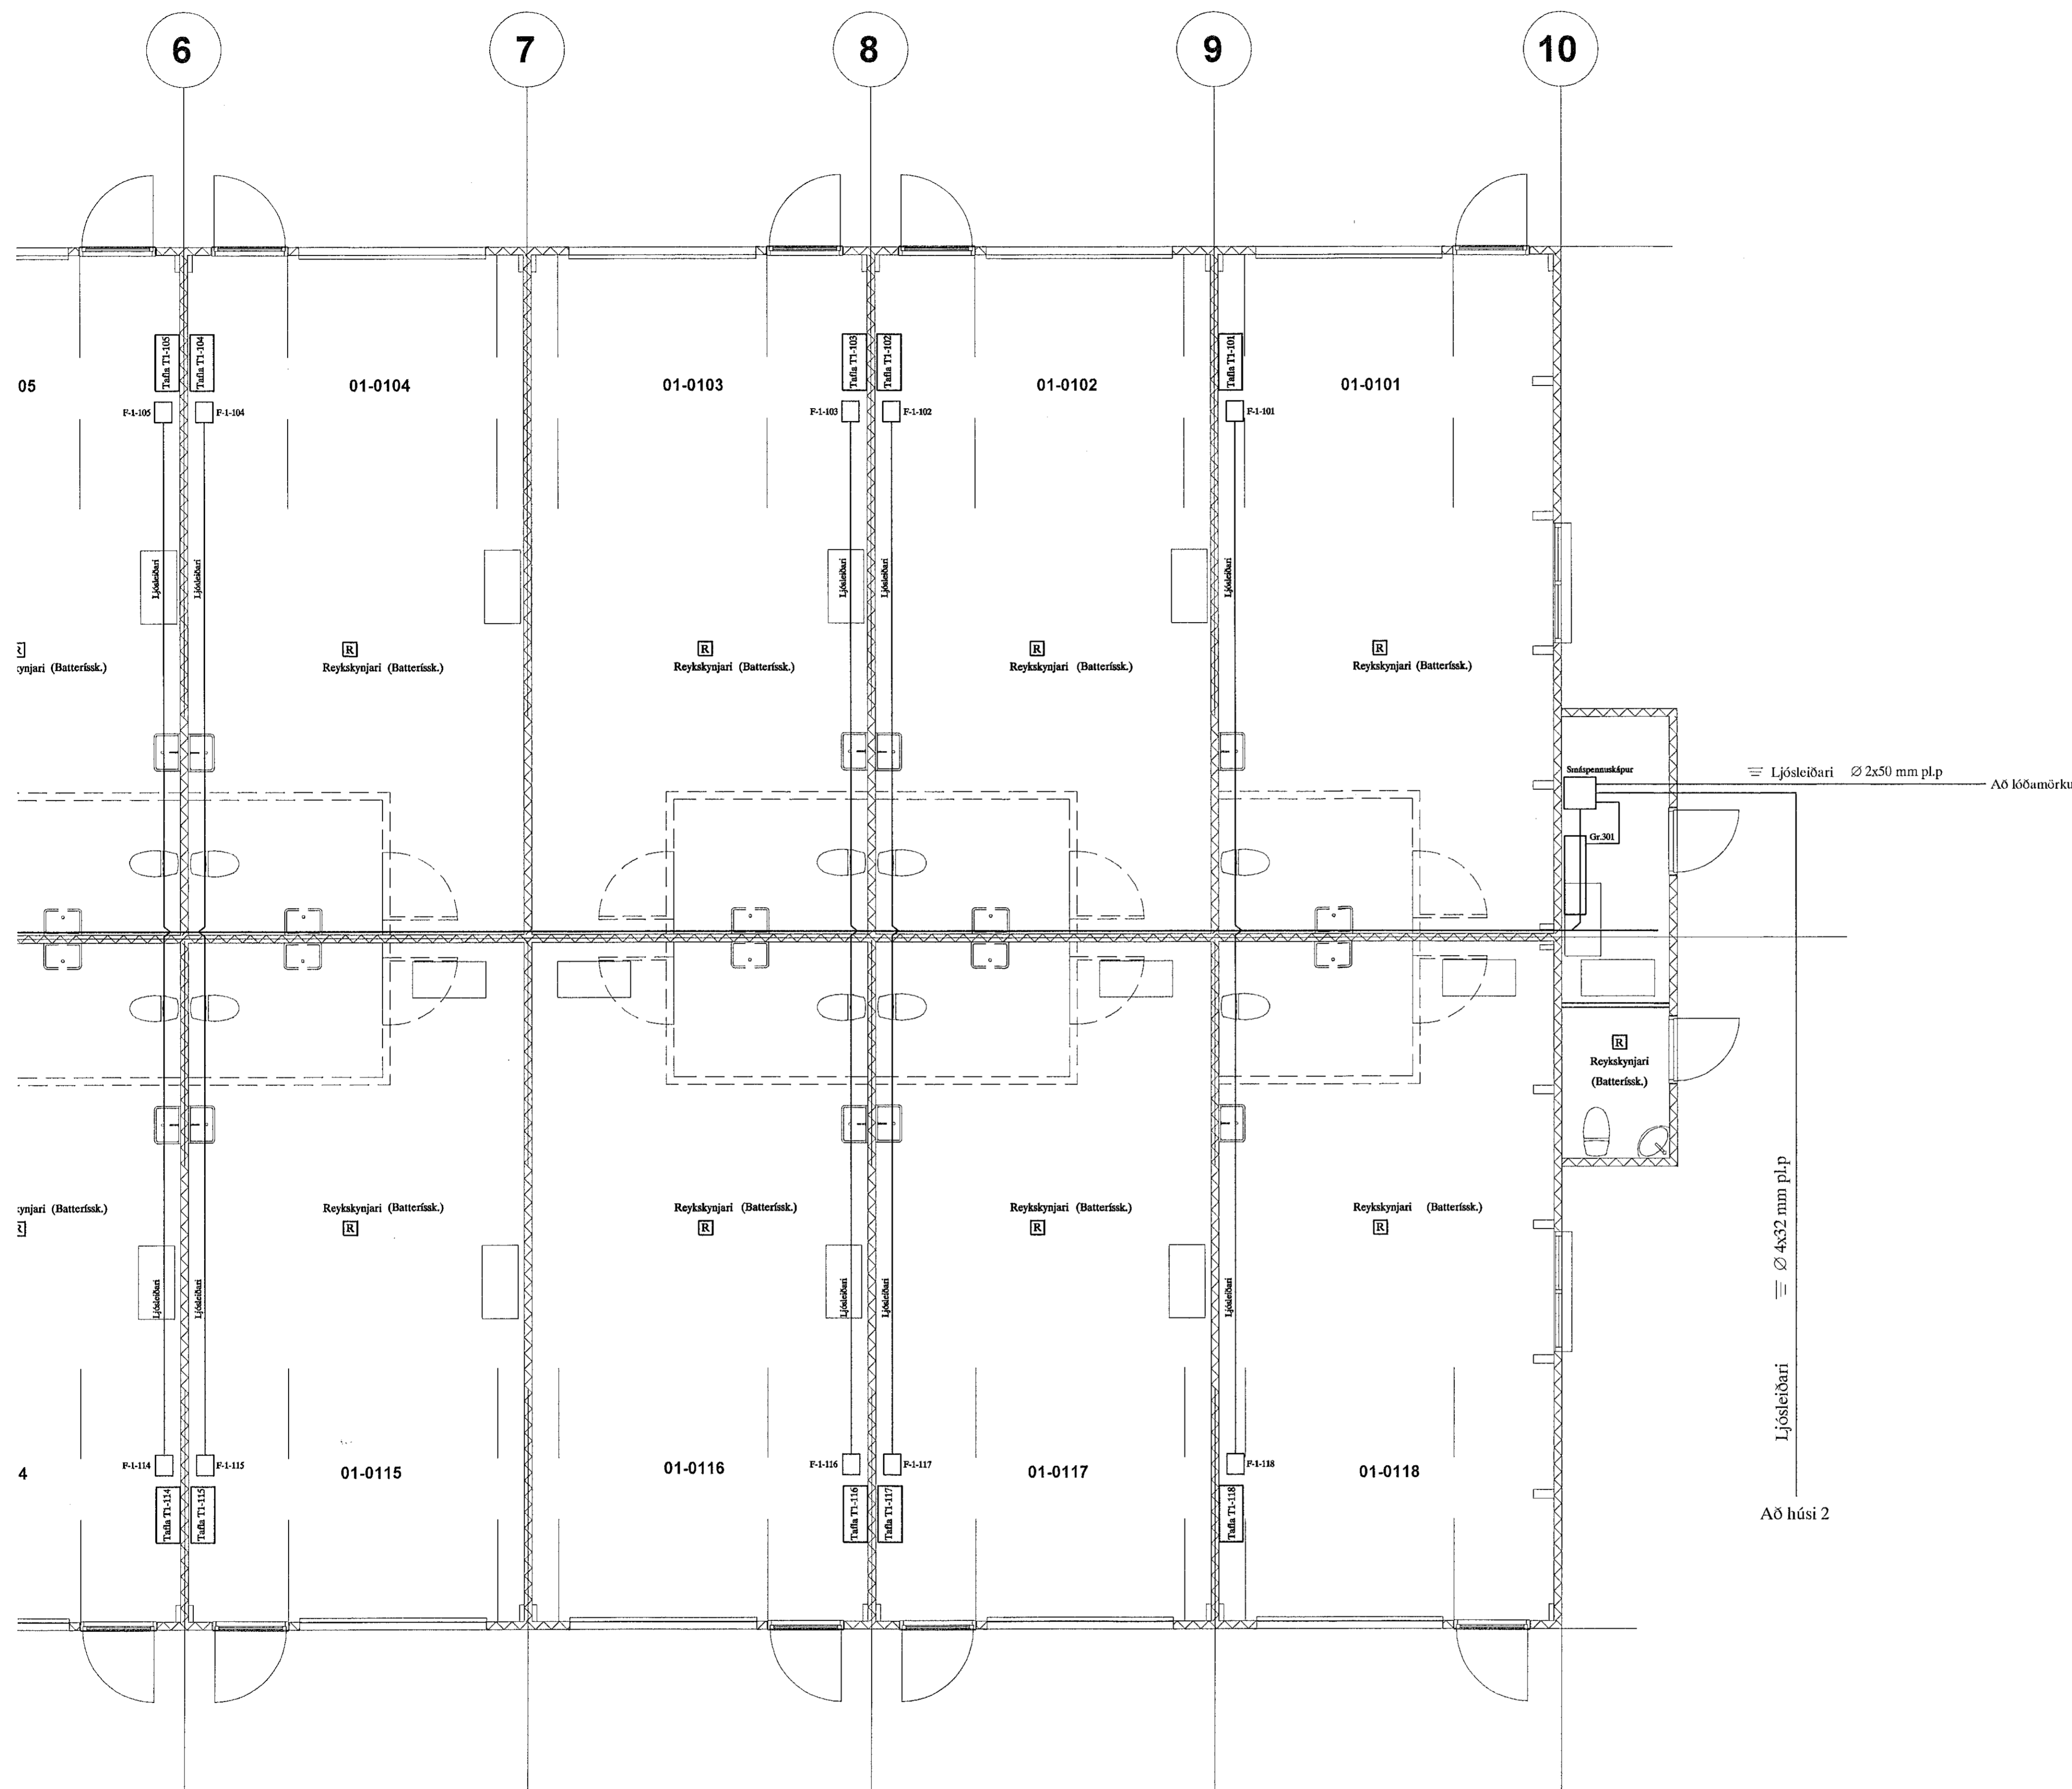 6
7
8
9
10
Tafla T1-105
Tafla T1-104
Tafla T1-103
Tafla T1-102
Tafla T1-101
05
01-0104
01-0103
01-0102
01-0101
F-1-105
F-1-104
F-1-103
F-1-102
F-1-101
Ljósleiðari
Ljósleiðari
Ljósleiðari
Ljósleiðari
Ljósleiðari
R
R
R
R
R
kynjari (Batteríssk.)
Reykskynjari (Batteríssk.)
Reykskynjari (Batteríssk.)
Reykskynjari (Batteríssk.)
Reykskynjari (Batteríssk.)
Smáspennuskápur
Ljósleiðari Ø 2x50 mm pl.p
Að lóðamörku
Gr.301
R
Reykskynjari
(Batteríssk.)
Ljósleiðari Ø 4x32 mm pl.p
kynjari (Batteríssk.)
Reykskynjari (Batteríssk.)
Reykskynjari (Batteríssk.)
Reykskynjari (Batteríssk.)
Reykskynjari (Batteríssk.)
R
R
R
R
R
Ljósleiðari
Ljósleiðari
Ljósleiðari
Ljósleiðari
Ljósleiðari
F-1-114
F-1-115
F-1-116
F-1-117
F-1-118
4
01-0115
01-0116
01-0117
01-0118
Tafla T1-114
Tafla T1-115
Tafla T1-116
Tafla T1-117
Tafla T1-118
Að húsi 2